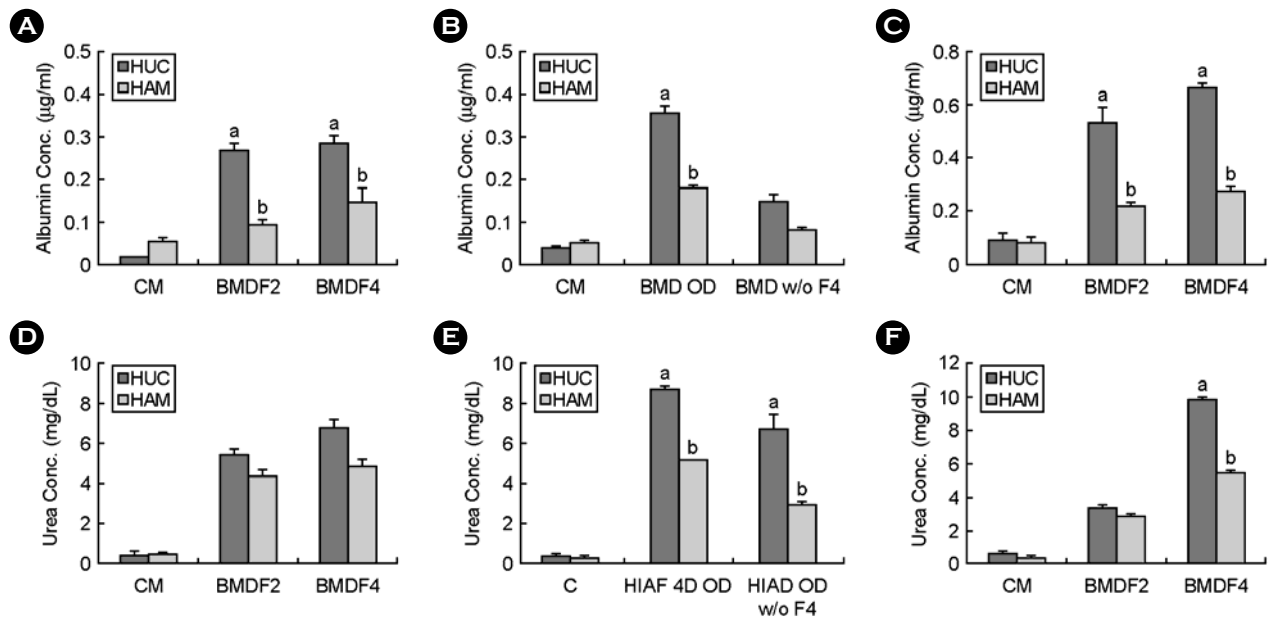 A
Albumin Conc. (μg/ml)
0.5
0.4
0.3
0.2
0.1
0
HUC
HAM
a
b
a
b
CM
BMDF2
BMDF4
B
Albumin Conc. (μg/ml)
0.5
0.4
0.3
0.2
0.1
0
HUC
HAM
a
b
CM
BMD OD
BMD w/o F4
C
Albumin Conc. (μg/ml)
0.8
0.6
0.4
0.2
0
HUC
HAM
a
b
a
b
CM
BMDF2
BMDF4
D
Urea Conc. (mg/dL)
10
8
6
4
2
0
HUC
HAM
CM
BMDF2
BMDF4
E
Urea Conc. (mg/dL)
10
8
6
4
2
0
HUC
HAM
a
b
a
b
C
HIAF 4D OD
HIAD OD
w/o F4
F
Urea Conc. (mg/dL)
12
10
8
6
4
2
0
HUC
HAM
a
b
CM
BMDF2
BMDF4